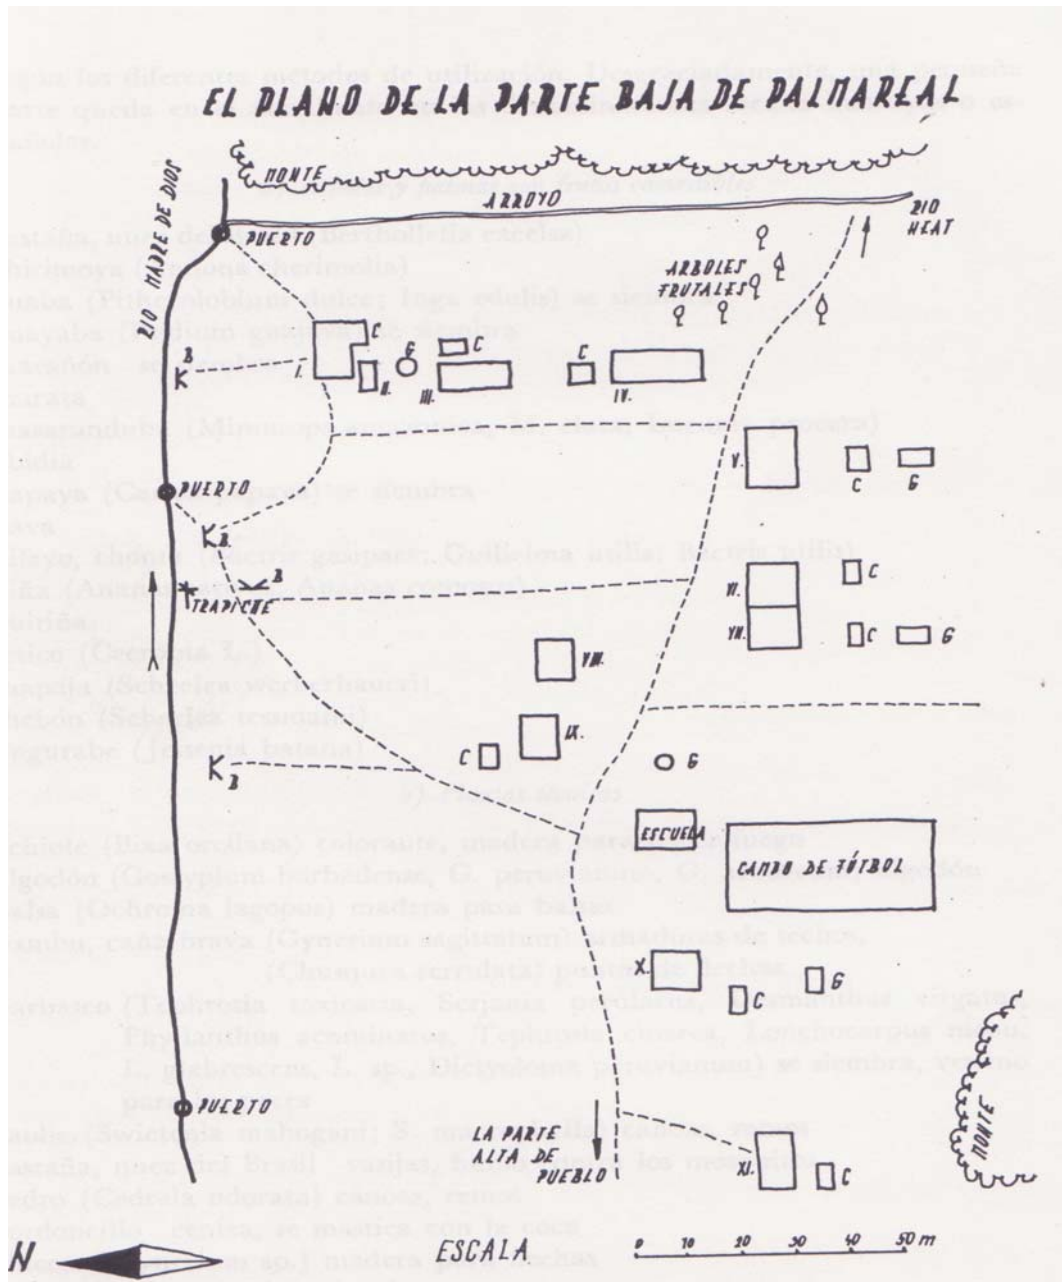 EL PLANO DE LA PARTE BAJA DE PALMAREAL
MONTE
ARROYO
RIO MADRE DE DIOS
PUERTO
RIO
HEAT
ARBOLES
FRUTALES
C
G
C
C
B
I.
II.
III.
IV.
V.
C
G
PUERTO
B.
B
TRAPICHE
VI.
C
VII.
C
G
VIII.
IX.
C
B
G
ESCUELA
CAMPO DE FÚTBOL
X.
C
G
MONTE
PUERTO
LA PARTE
ALTA DE
PUEBLO
XI.
C
N
ESCALA
0 10 20 30 40 50 m